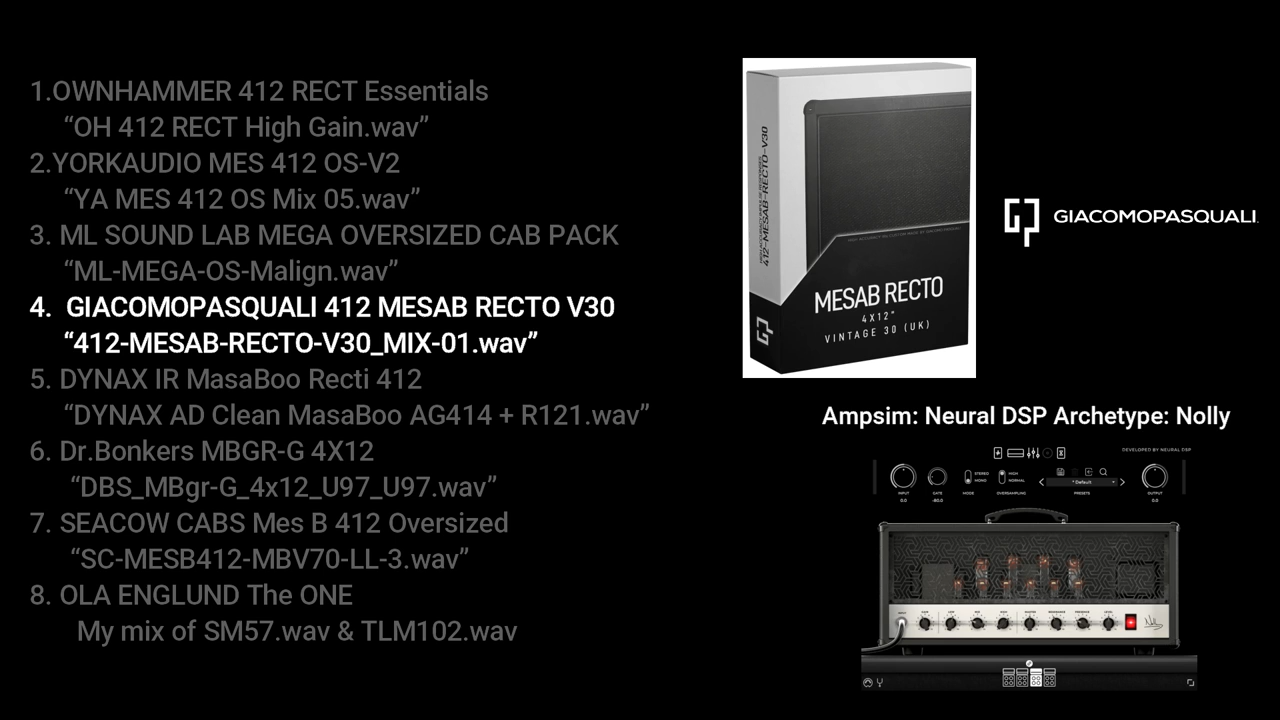 1.OWNHAMMER 412 RECT Essentials
“OH 412 RECT High Gain.wav”
2.YORKAUDIO MES 412 OS-V2
“YA MES 412 OS Mix 05.wav”
3. ML SOUND LAB MEGA OVERSIZED CAB PACK
“ML-MEGA-OS-Malign.wav”
4. GIACOMOPASQUALI 412 MESAB RECTO V30
“412-MESAB-RECTO-V30_MIX-01.wav”
5. DYNAX IR MasaBoo Recti 412
“DYNAX AD Clean MasaBoo AG414 + R121.wav”
6. Dr.Bonkers MBGR-G 4X12
“DBS_MBgr-G_4x12_U97_U97.wav”
7. SEACOW CABS Mes B 412 Oversized
“SC-MESB412-MBV70-LL-3.wav”
8. OLA ENGLUND The ONE
My mix of SM57.wav & TLM102.wav
412-MESAB-RECTO-V30
MESAB RECTO
4X12"
VINTAGE 30 (UK)
GIACOMOPASQUALI
Ampsim: Neural DSP Archetype: Nolly
DEVELOPED BY NEURAL DSP
STEREO
MONO
HIGH
NORMAL
* Default
INPUT
GATE
MODE
OVERSAMPLING
PRESETS
OUTPUT
0.0
-80.0
0.0